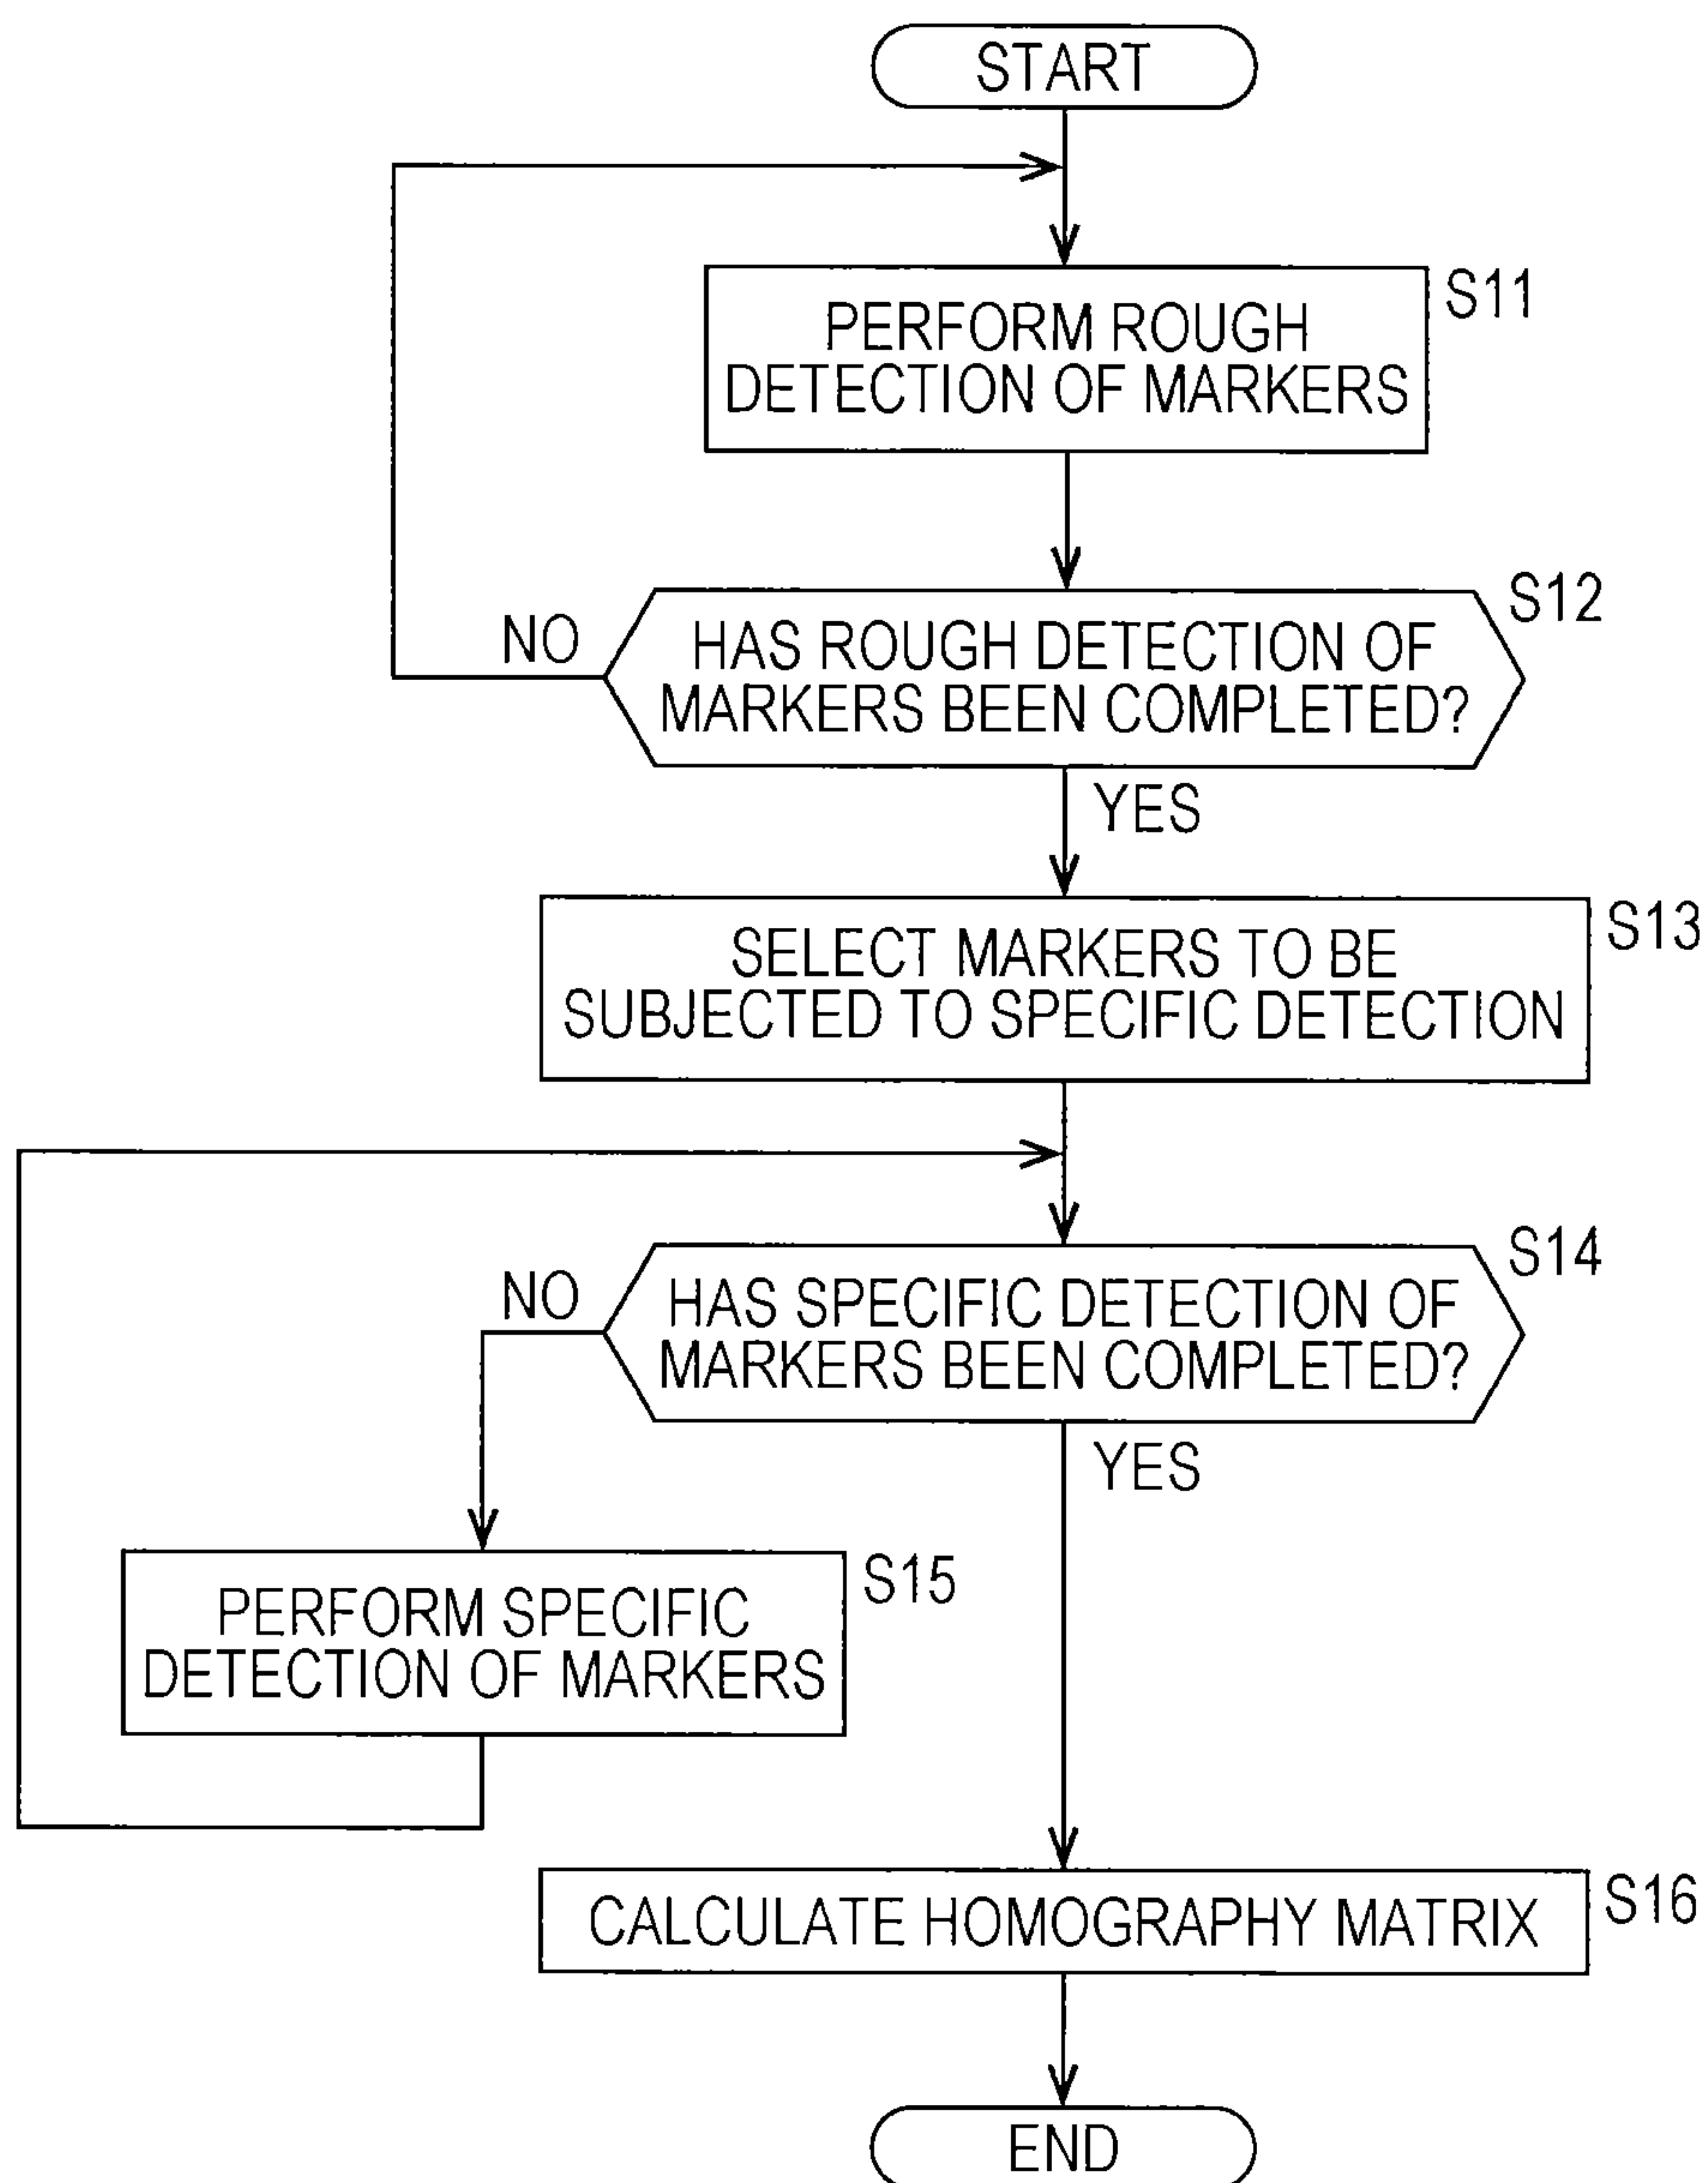 START
PERFORM ROUGH
DETECTION OF MARKERS
S11
HAS ROUGH DETECTION OF
MARKERS BEEN COMPLETED?
S12
NO
YES
SELECT MARKERS TO BE
SUBJECTED TO SPECIFIC DETECTION
S13
HAS SPECIFIC DETECTION OF
MARKERS BEEN COMPLETED?
S14
NO
YES
PERFORM SPECIFIC
DETECTION OF MARKERS
S15
CALCULATE HOMOGRAPHY MATRIX
S16
END